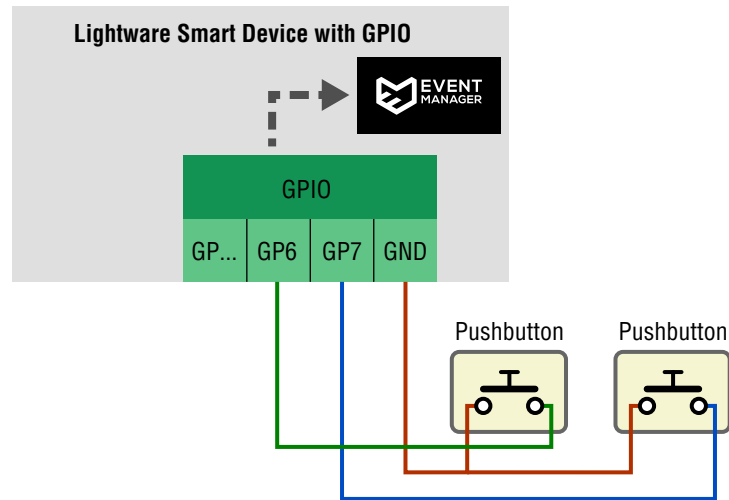 Lightware Smart Device with GPIO
EVENT
MANAGER
GPIO
GP... GP6 GP7 GND
Pushbutton Pushbutton